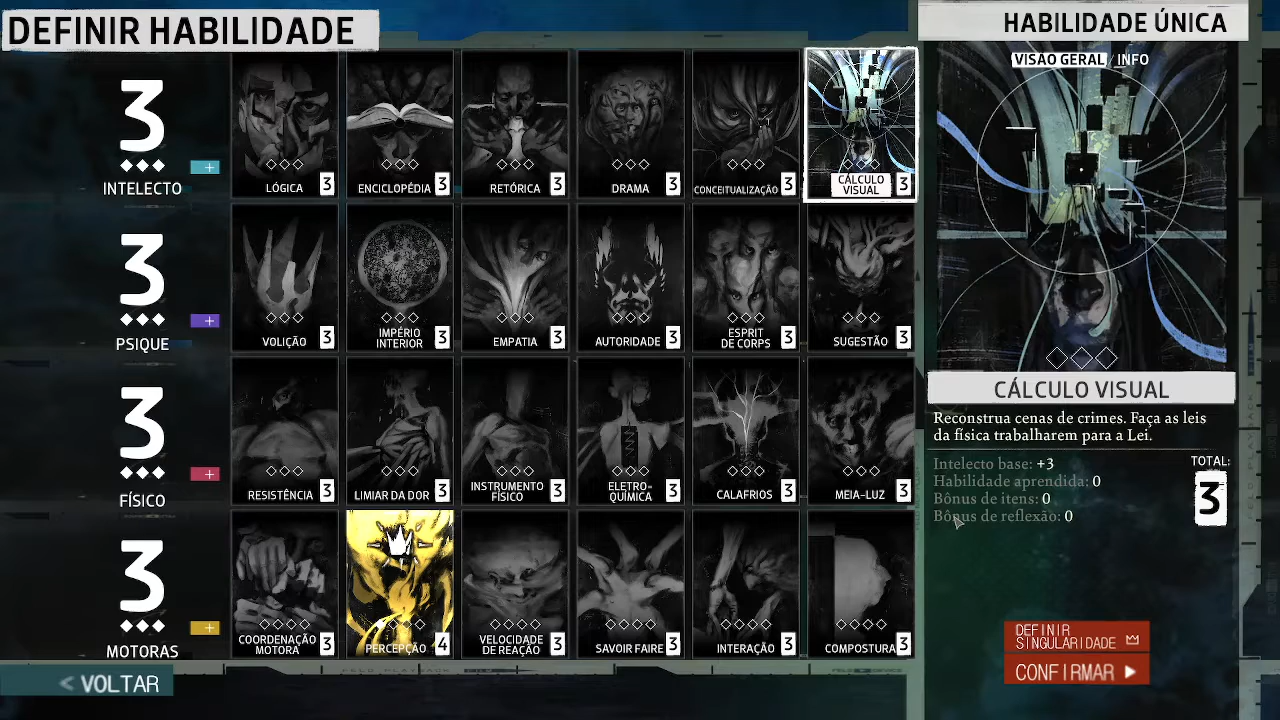 DEFINIR HABILIDADE
HABILIDADE ÚNICA
VISÃO GERAL / INFO
3
INTELECTO
+
LÓGICA 3
ENCICLOPÉDIA 3
RETÓRICA 3
DRAMA 3
CONCEITUALIZAÇÃO 3
CÁLCULO
VISUAL 3
3
PSIQUE
+
VOLIÇÃO 3
IMPÉRIO
INTERIOR 3
EMPATIA 3
AUTORIDADE 3
ESPRIT
DE CORPS 3
SUGESTÃO 3
3
FÍSICO
+
RESISTÊNCIA 3
LIMIAR DA DOR 3
INSTRUMENTO
FÍSICO 3
ELETRO-
QUÍMICA 3
CALAFRIOS 3
MEIA-LUZ 3
3
MOTORAS
+
COORDENAÇÃO
MOTORA 3
PERCEPÇÃO 4
VELOCIDADE
DE REAÇÃO 3
SAVOIR FAIRE 3
INTERAÇÃO 3
COMPOSTURA 3
CÁLCULO VISUAL
Reconstrua cenas de crimes. Faça as leis
da física trabalharem para a Lei.
Intelecto base: +3
Habilidade aprendida: 0
Bônus de itens: 0
Bônus de reflexão: 0
TOTAL:
3
DEFINIR
SINGULARIDADE
CONFIRMAR
< VOLTAR